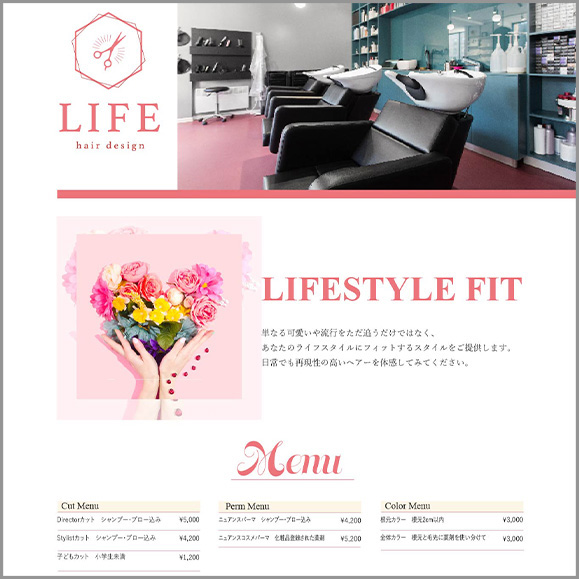 LIFE
hair design
LIFESTYLE FIT
単なる可愛いや流行をただ追うだけではなく、
あなたのライフスタイルにフィットするスタイルをご提供します。
日常でも再現性の高いヘアーを体感してみてください。
Menu
Cut Menu
Directorカット シャンプー・ブロー込み ¥5,000
Stylistカット シャンプー・ブロー込み ¥4,200
子どもカット 小学生未満 ¥1,200
Perm Menu
ニュアンスパーマ シャンプー・ブロー込み ¥4,200
ニュアンスコスメパーマ 化粧品登録された薬剤 ¥5,200
Color Menu
根元カラー 根元2cm以内 ¥3,000
全体カラー 根元と毛先に薬剤を使い分けて ¥3,000